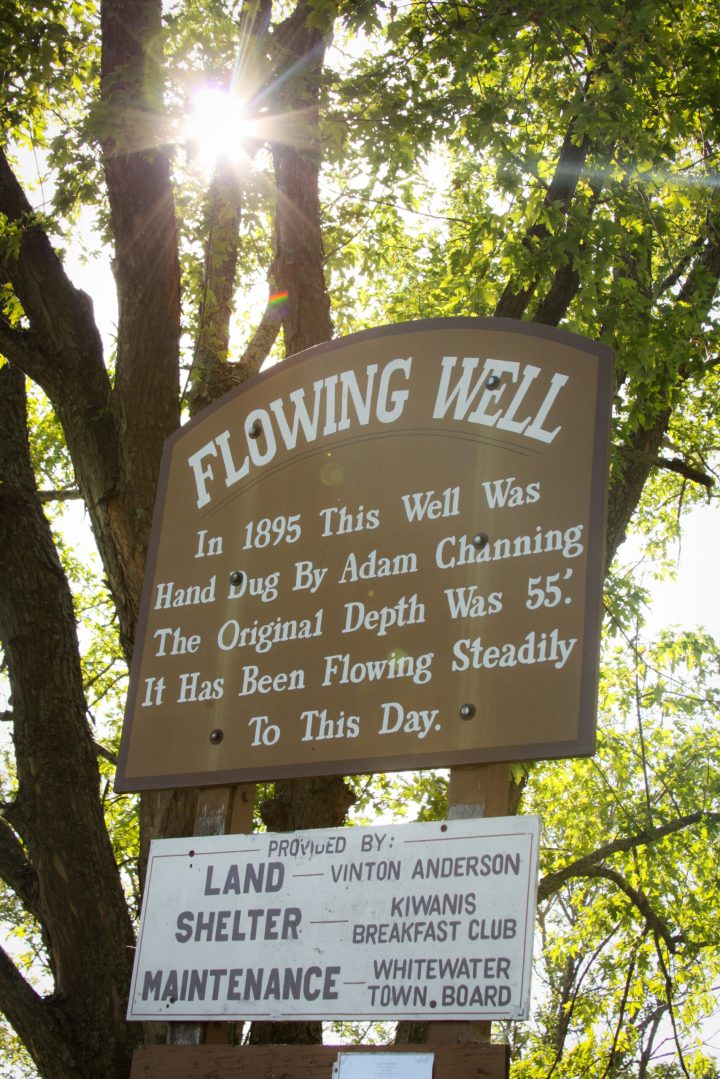 FLOWING WELL
In 1895 This Well Was
Hand Dug By Adam Channing
The Original Depth Was 55'.
It Has Been Flowing Steadily
To This Day.
PROVIDED BY:
LAND — VINTON ANDERSON
SHELTER — KIWANIS
BREAKFAST CLUB
MAINTENANCE — WHITEWATER
TOWN BOARD